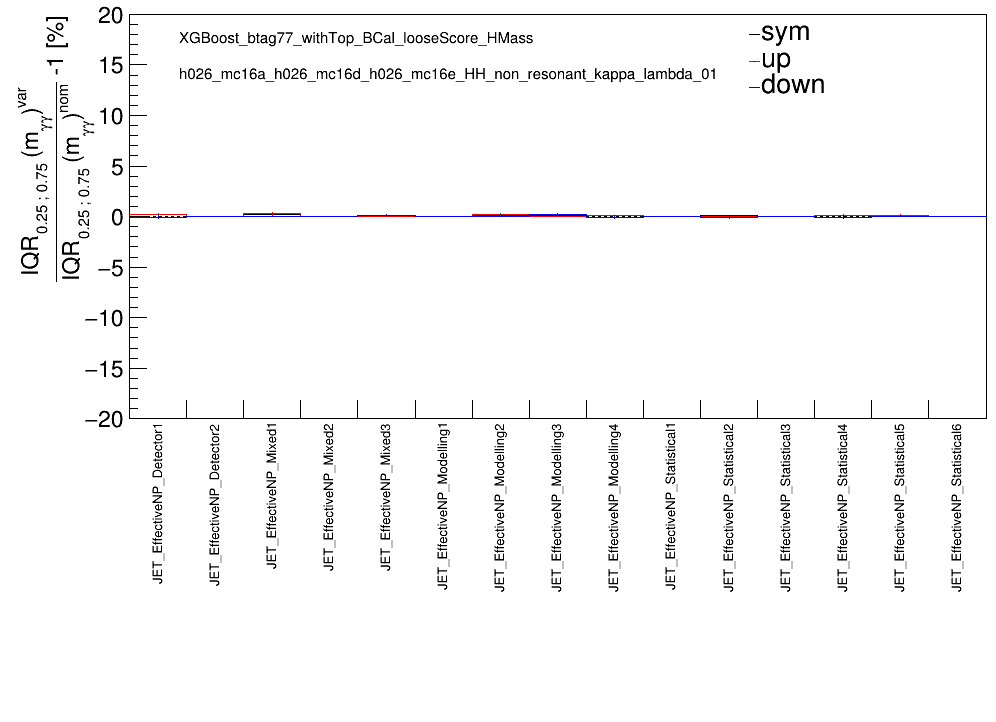 XGBoost_btag77_withTop_BCal_looseScore_HMass
h026_mc16a_h026_mc16d_h026_mc16e_HH_non_resonant_kappa_lambda_01
sym
up
down
IQR0.25 ; 0.75 (mγγ)var
IQR0.25 ; 0.75 (mγγ)nom -1 [%]
20
15
10
5
0
−5
−10
−15
−20
JET_EffectiveNP_Detector1
JET_EffectiveNP_Detector2
JET_EffectiveNP_Mixed1
JET_EffectiveNP_Mixed2
JET_EffectiveNP_Mixed3
JET_EffectiveNP_Modelling1
JET_EffectiveNP_Modelling2
JET_EffectiveNP_Modelling3
JET_EffectiveNP_Modelling4
JET_EffectiveNP_Statistical1
JET_EffectiveNP_Statistical2
JET_EffectiveNP_Statistical3
JET_EffectiveNP_Statistical4
JET_EffectiveNP_Statistical5
JET_EffectiveNP_Statistical6